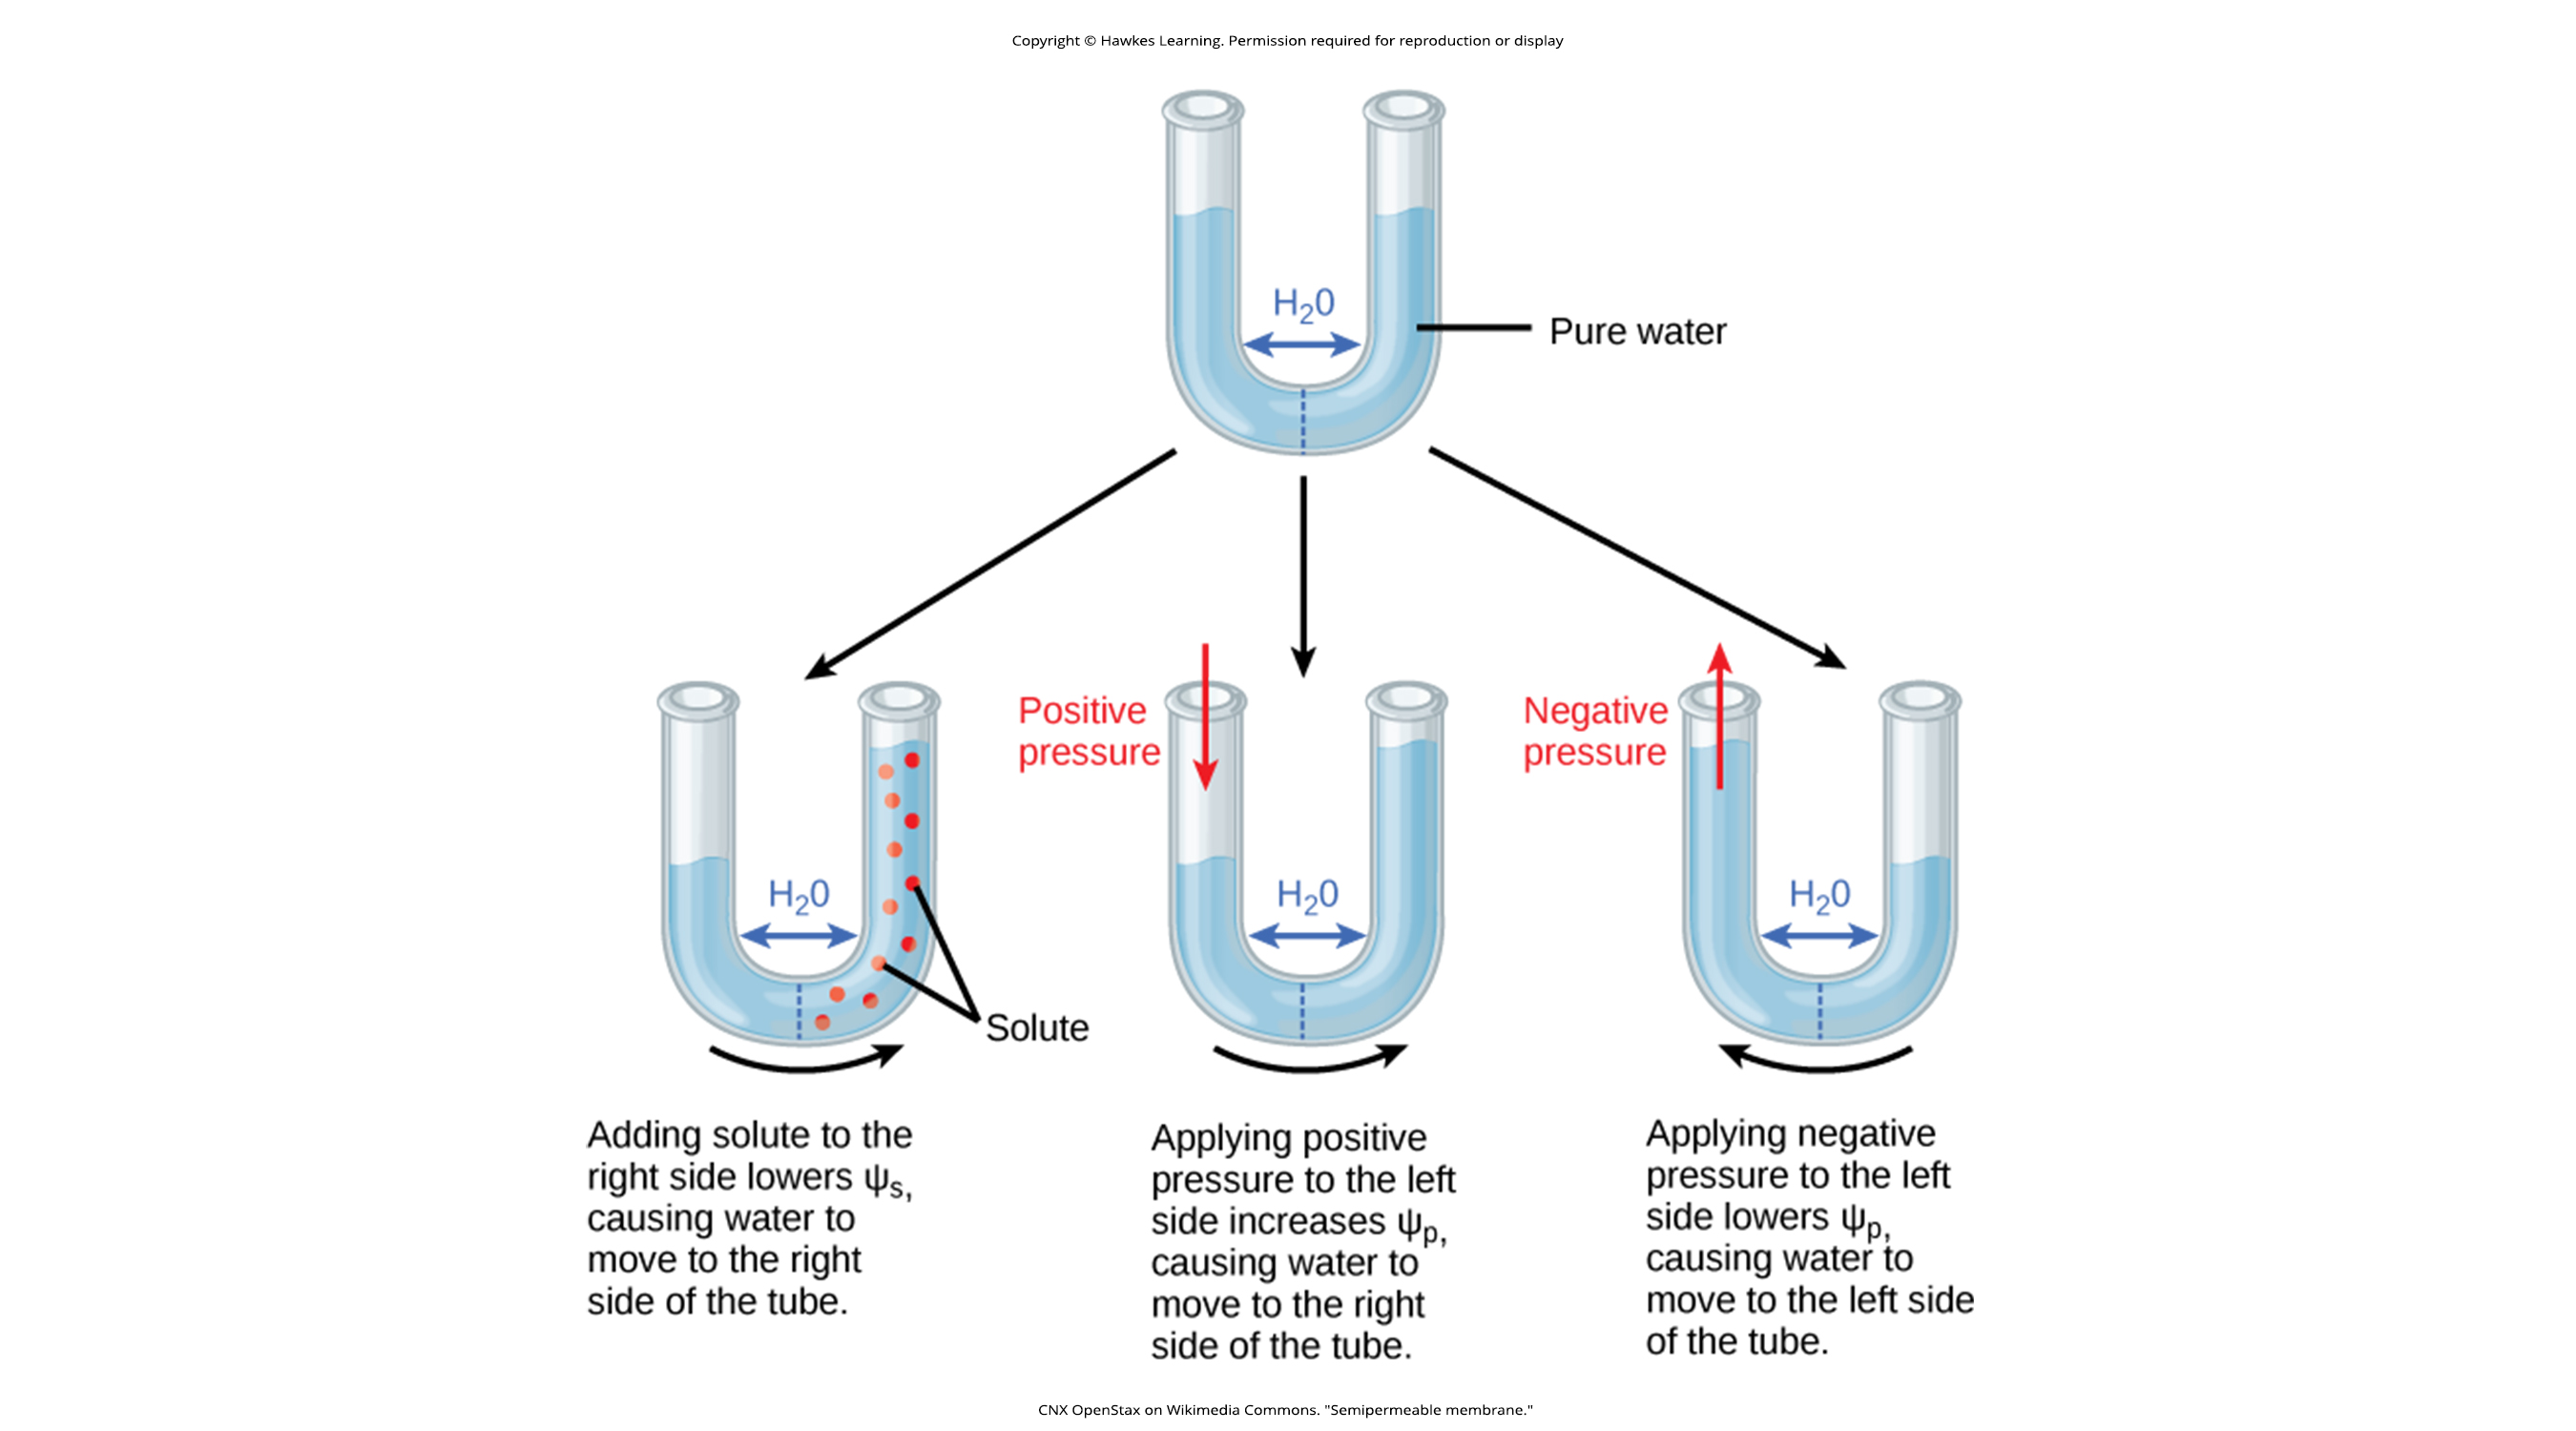 Copyright © Hawkes Learning. Permission required for reproduction or display
H₂0
Pure water
Positive
pressure
Negative
pressure
H₂0
H₂0
H₂0
Solute
Adding solute to the
right side lowers ψₛ,
causing water to
move to the right
side of the tube.
Applying positive
pressure to the left
side increases ψₚ,
causing water to
move to the right
side of the tube.
Applying negative
pressure to the left
side lowers ψₚ,
causing water to
move to the left side
of the tube.
CNX OpenStax on Wikimedia Commons. "Semipermeable membrane."